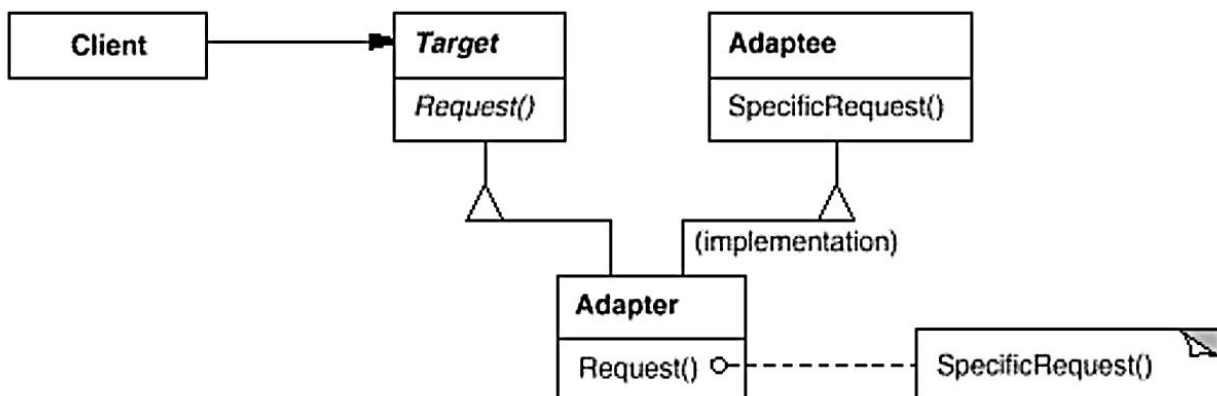 Client
Target
Adaptee
Request()
SpecificRequest()
(implementation)
Adapter
Request()
SpecificRequest()